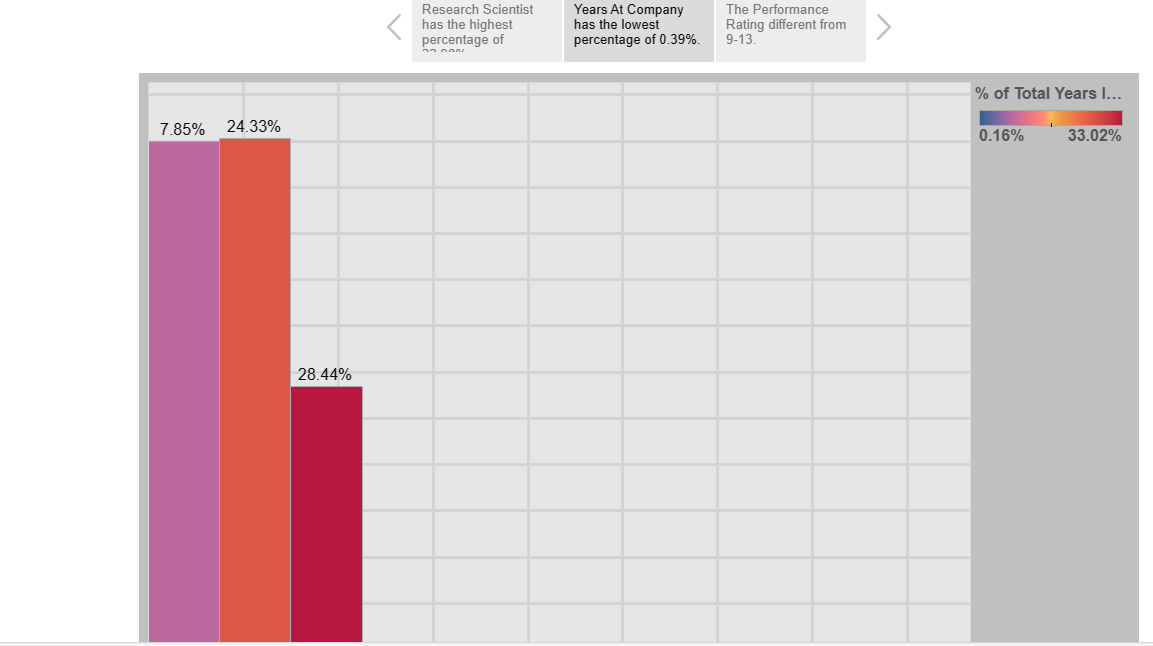 Research Scientist
has the highest
percentage of
Years At Company
has the lowest
percentage of 0.39%.
The Performance
Rating different from
9-13.
% of Total Years I...
0.16%
33.02%
7.85%
24.33%
28.44%